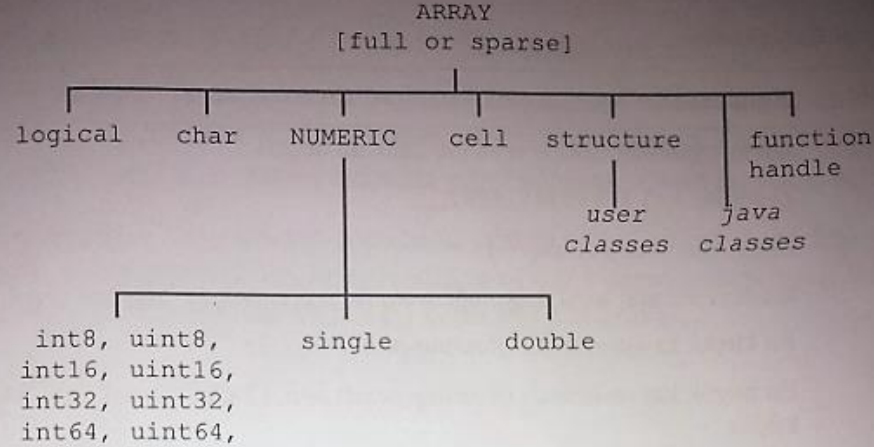 ARRAY
[full or sparse]
logical char NUMERIC cell structure function
handle
user java
classes classes
int8, uint8, single double
int16, uint16,
int32, uint32,
int64, uint64,